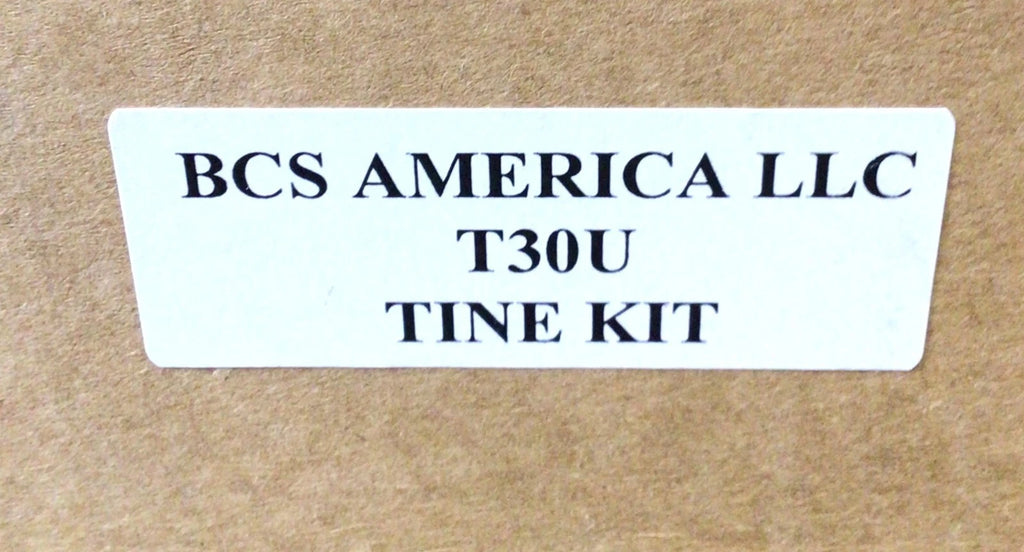 BCS AMERICA LLC
T30U
TINE KIT